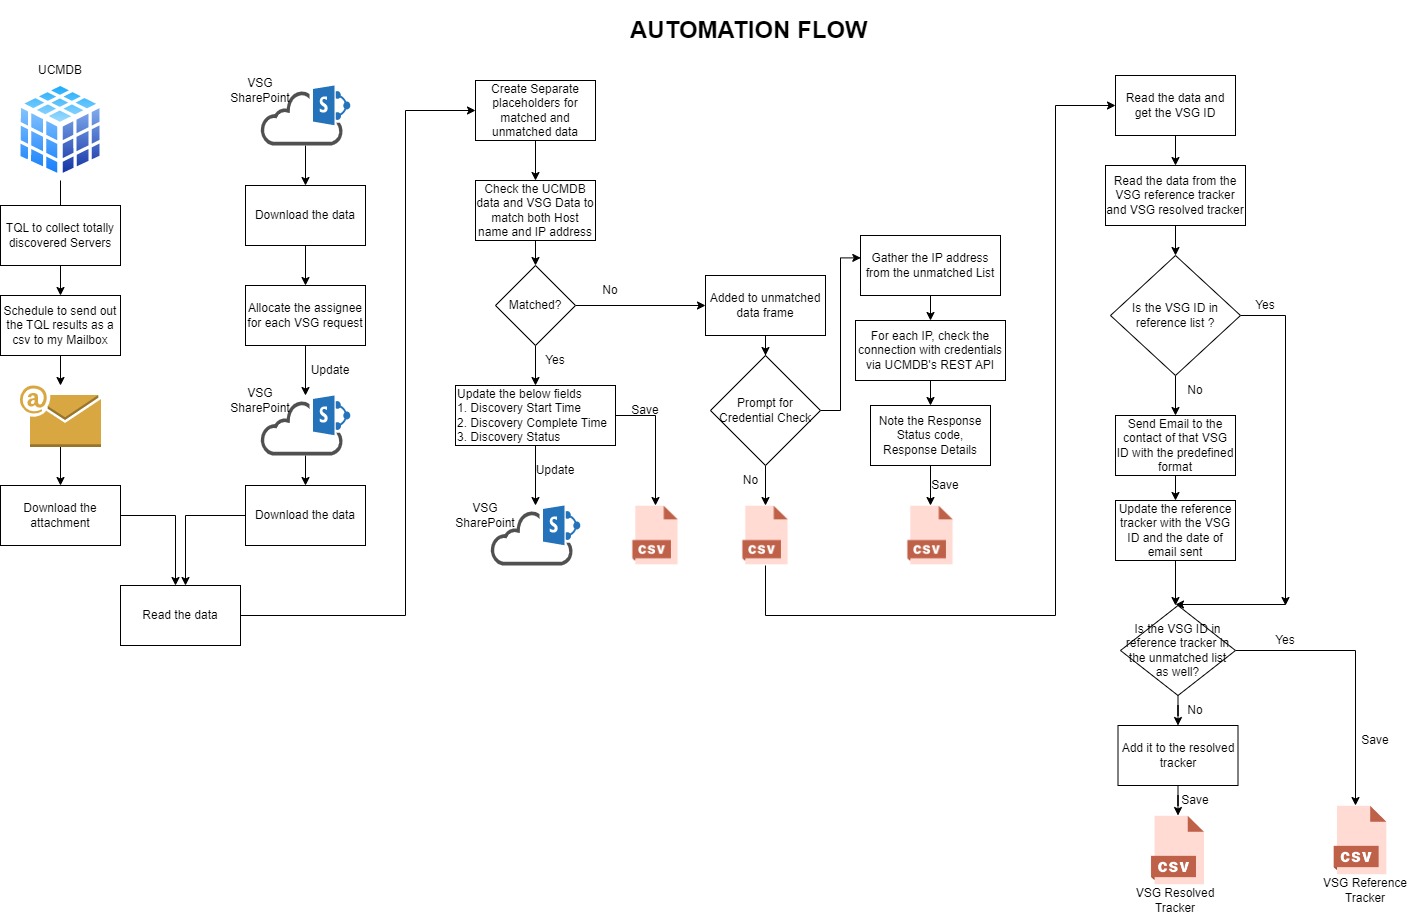 AUTOMATION FLOW
UCMDB
TQL to collect totally
discovered Servers
Schedule to send out
the TQL results as a
csv to my Mailbox
@
Download the
attachment
VSG
SharePoint
S
Download the data
Allocate the assignee
for each VSG request
Update
VSG
SharePoint
S
Download the data
Read the data
Create Separate
placeholders for
matched and
unmatched data
Check the UCMDB
data and VSG Data to
match both Host
name and IP address
Matched?
No
Yes
Update the below fields
1. Discovery Start Time
2. Discovery Complete Time
3. Discovery Status
Save
Update
VSG
SharePoint
S
CSV
Added to unmatched
data frame
Prompt for
Credential Check
No
CSV
Gather the IP address
from the unmatched List
For each IP, check the
connection with credentials
via UCMDB's REST API
Note the Response
Status code,
Response Details
Save
CSV
Read the data and
get the VSG ID
Read the data from the
VSG reference tracker
and VSG resolved tracker
Is the VSG ID in
reference list ?
Yes
No
Send Email to the
contact of that VSG
ID with the predefined
format
Update the reference
tracker with the VSG
ID and the date of
email sent
Is the VSG ID in
reference tracker in
the unmatched list
as well?
Yes
No
Add it to the resolved
tracker
Save
Save
CSV
VSG Resolved
Tracker
CSV
VSG Reference
Tracker